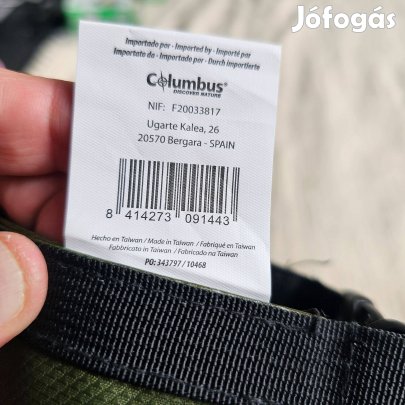 Jófogás
Importado por - Imported by - Importé par
Importato da - Importado por - Durch importierte
Columbus®
DISCOVER NATURE
NIF: F20033817
Ugarte Kalea, 26
20570 Bergara - SPAIN
8 414273 091443
Hecho en Taiwan / Made in Taiwan / Fabriqué en Taiwan
Fabbricato in Taiwan / Fabricado na Taiwan
PO: 343797 / 10468